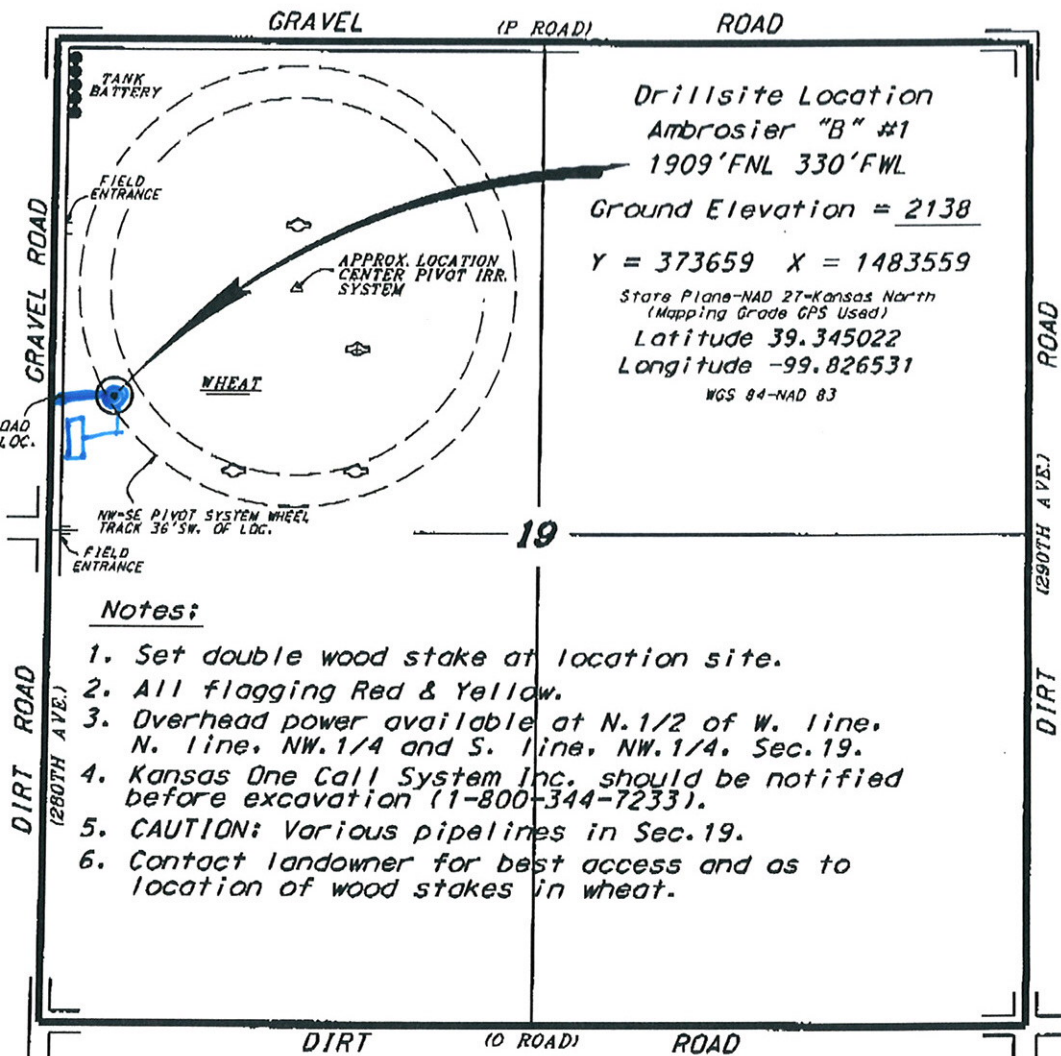 GRAVEL (P ROAD) ROAD
TANK
BATTERY
FIELD
ENTRANCE
GRAVEL ROAD
APPROX. LOCATION
CENTER PIVOT IRR.
SYSTEM
WHEAT
OAD
LOC.
NW-SE PIVOT SYSTEM WHEEL
TRACK 36'SW. OF LOC.
FIELD
ENTRANCE
Drillsite Location
Ambrosier "B" #1
1909'FNL 330'FWL
Ground Elevation = 2138
Y = 373659 X = 1483559
State Plane-NAD 27-Kansas North
(Mapping Grade GPS Used)
Latitude 39.345022
Longitude -99.826531
WGS 84-NAD 83
19
Notes:
1. Set double wood stake at location site.
2. All flagging Red & Yellow.
3. Overhead power available at N.1/2 of W. line,
N. line, NW.1/4 and S. line, NW.1/4, Sec.19.
4. Kansas One Call System Inc. should be notified
before excavation (1-800-344-7233).
5. CAUTION: Various pipelines in Sec.19.
6. Contact landowner for best access and as to
location of wood stakes in wheat.
DIRT ROAD
(280TH AVE.)
DIRT (290TH AVE.) ROAD
DIRT (O ROAD) ROAD